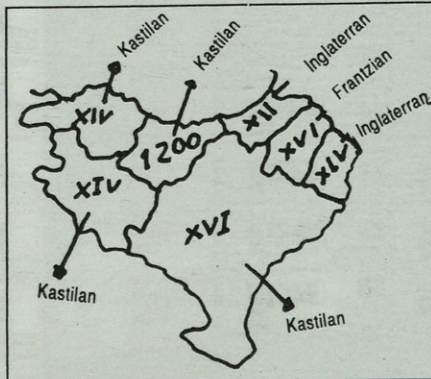 Kastilan
Kastilan
Inglaterran
Frantzian
Inglaterran
XIV
1200
XII
XVI
XIV
XIV
XVI
Kastilan
Kastilan